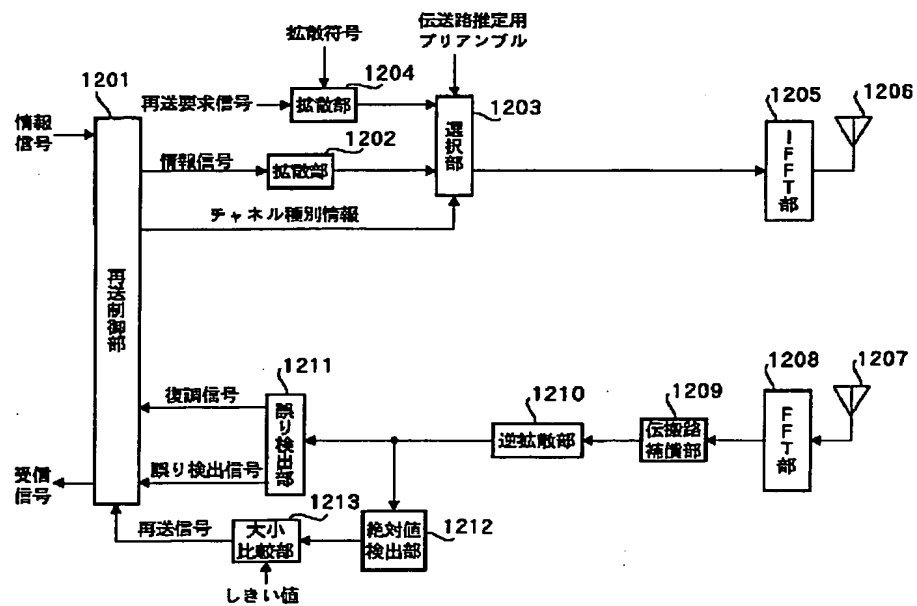 伝送路推定用
プリアンブル
拡散符号
1201
1204
再送要求信号
拡散部
1203
選択部
1205
IFFT部
1206
情報
信号
1202
情報信号
拡散部
チャネル種別情報
再送制御部
1211
復調信号
誤り検出部
1210
逆拡散部
1209
伝搬路
補償部
1208
FFT部
1207
受信
信号
誤り検出信号
再送信号
1213
大小
比較部
絶対値
検出部
1212
しきい値